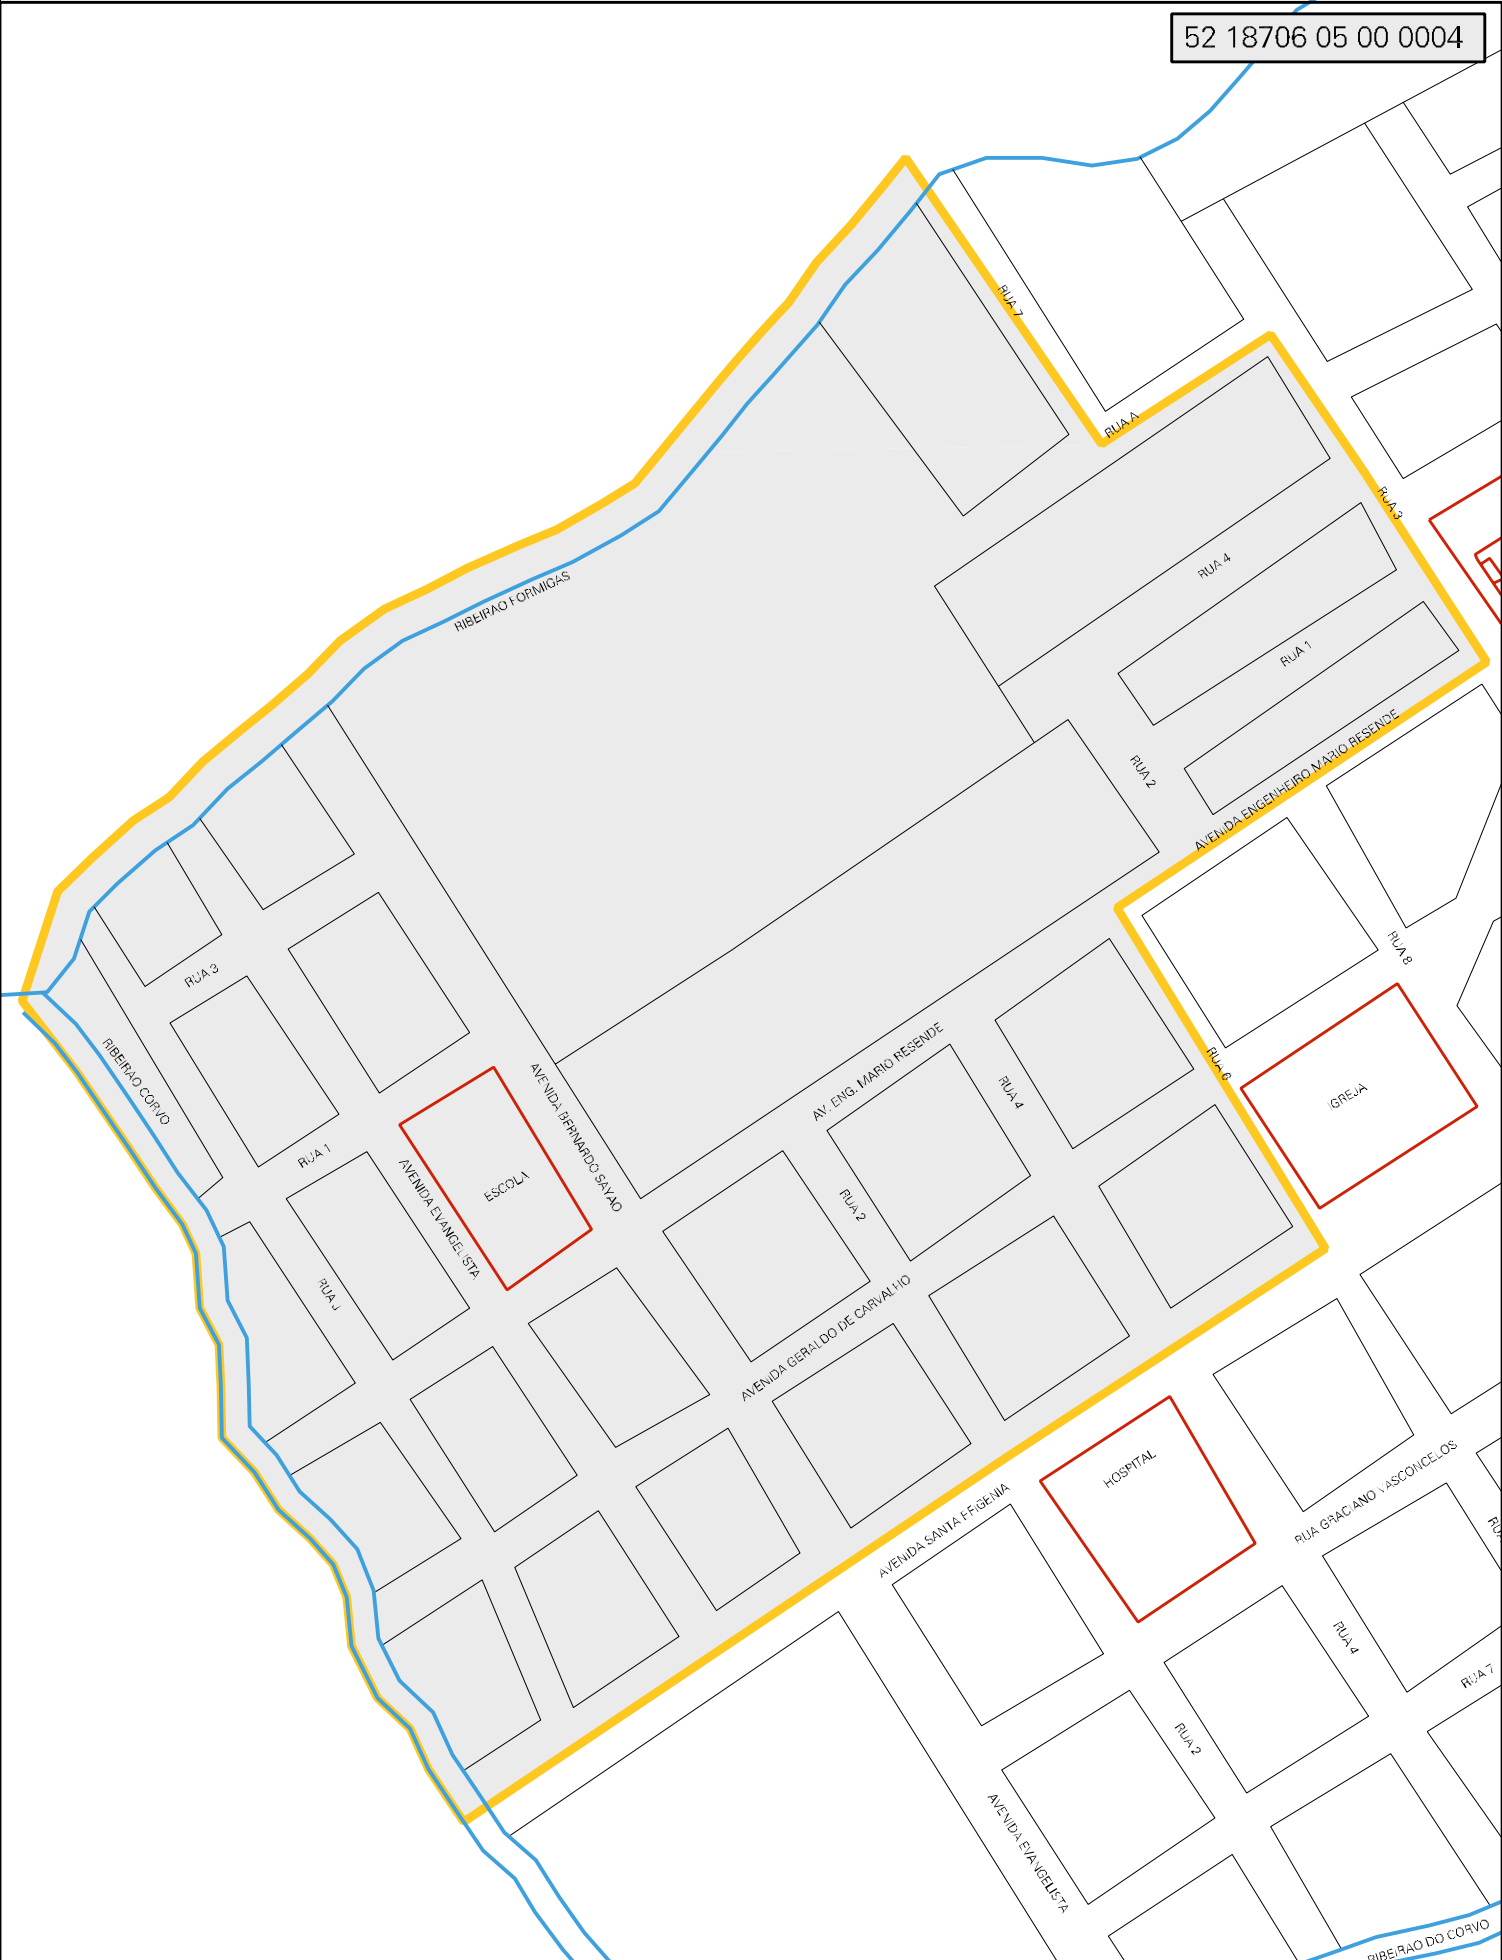 52 18706 05 00 0004
RUA 7
RUA A
RUA 3
RUA 4
RIBEIRAO FORMIGAS
RUA 1
AVENIDA ENGENHEIRO MARIO RESENDE
RUA 2
RUA 8
RUA 3
RIBEIRAO CORVO
AV. ENG. MARIO RESENDE
RUA 6
RUA 4
IGREJA
AVENIDA BERNARDO SAYAO
RUA 1
AVENIDA EVANGELISTA
ESCOLA
RUA 2
RUA
AVENIDA GERALDO DE CARVALHO
HOSPITAL
AVENIDA SANTA EFIGENIA
RUA GRACIANO VASCONCELOS
RUA
RUA 4
RUA 7
RUA 2
AVENIDA EVANGELISTA
RIBEIRAO DO CORVO